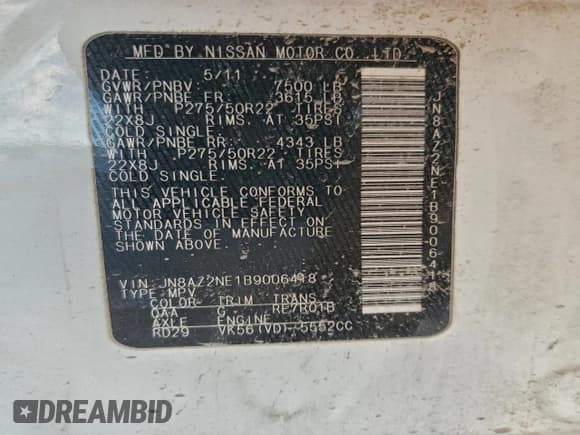 MFD BY NISSAN MOTOR CO., LTD.
DATE: 5/11
GVWR/PNBV: 7500 LB
GAWR/PNBE FR: 3615 LB
WITH P275/50R22 TIRES
22X8J RIMS. AT 35PSI
COLD SINGLE.
GAWR/PNBE RR: 4343 LB
WITH P275/50R22 TIRES
22X8J RIMS. AT 35PSI
COLD SINGLE.
THIS VEHICLE CONFORMS TO
ALL APPLICABLE FEDERAL
MOTOR VEHICLE SAFETY
STANDARDS IN EFFECT ON
THE DATE OF MANUFACTURE
SHOWN ABOVE.
VIN: JN8AZ2NE1B9006418
TYPE: MPV
COLOR TRIM TRANS
QAA G RE7R01B
AXLE ENGINE
RD29 VK56(VD) 5552CC
JN8AZ2NE1B9006418
DREAMBID